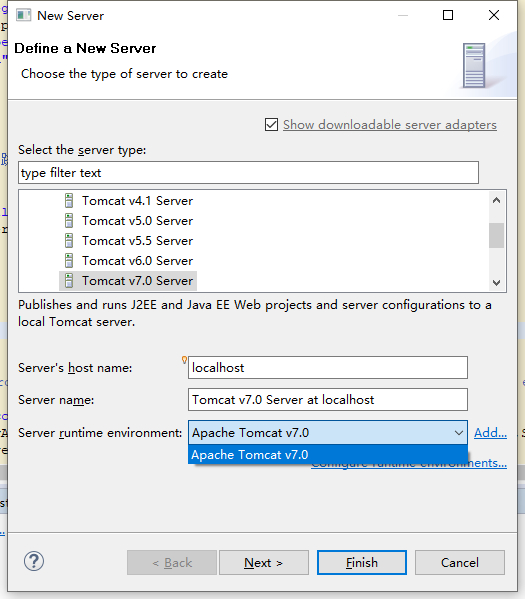 New Server
Define a New Server
Choose the type of server to create
Show downloadable server adapters
Select the server type:
type filter text
Tomcat v4.1 Server
Tomcat v5.0 Server
Tomcat v5.5 Server
Tomcat v6.0 Server
Tomcat v7.0 Server
Publishes and runs J2EE and Java EE Web projects and server configurations to a
local Tomcat server.
Server's host name:
localhost
Server name:
Tomcat v7.0 Server at localhost
Server runtime environment:
Apache Tomcat v7.0
Add...
Apache Tomcat v7.0
Configure runtime environments...
?
< Back
Next >
Finish
Cancel